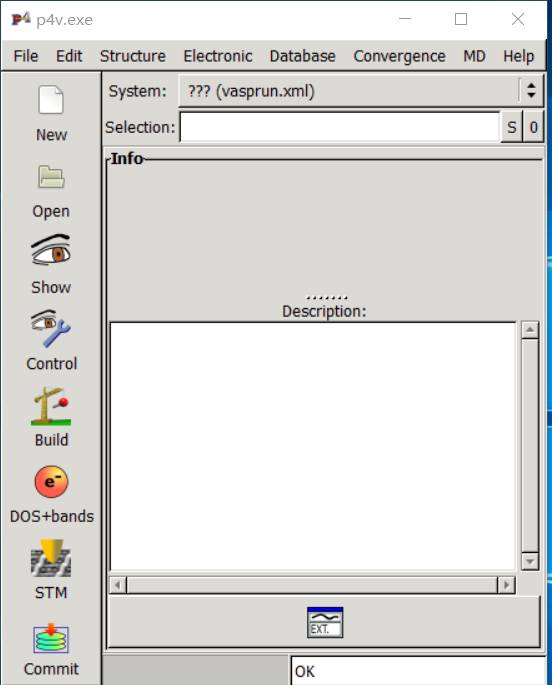 P4 p4v.exe
File Edit Structure Electronic Database Convergence MD Help
New
Open
Show
Control
Build
e-
DOS+bands
STM
Commit
System: ??? (vasprun.xml)
Selection: S 0
Info
Description:
EXT.
OK